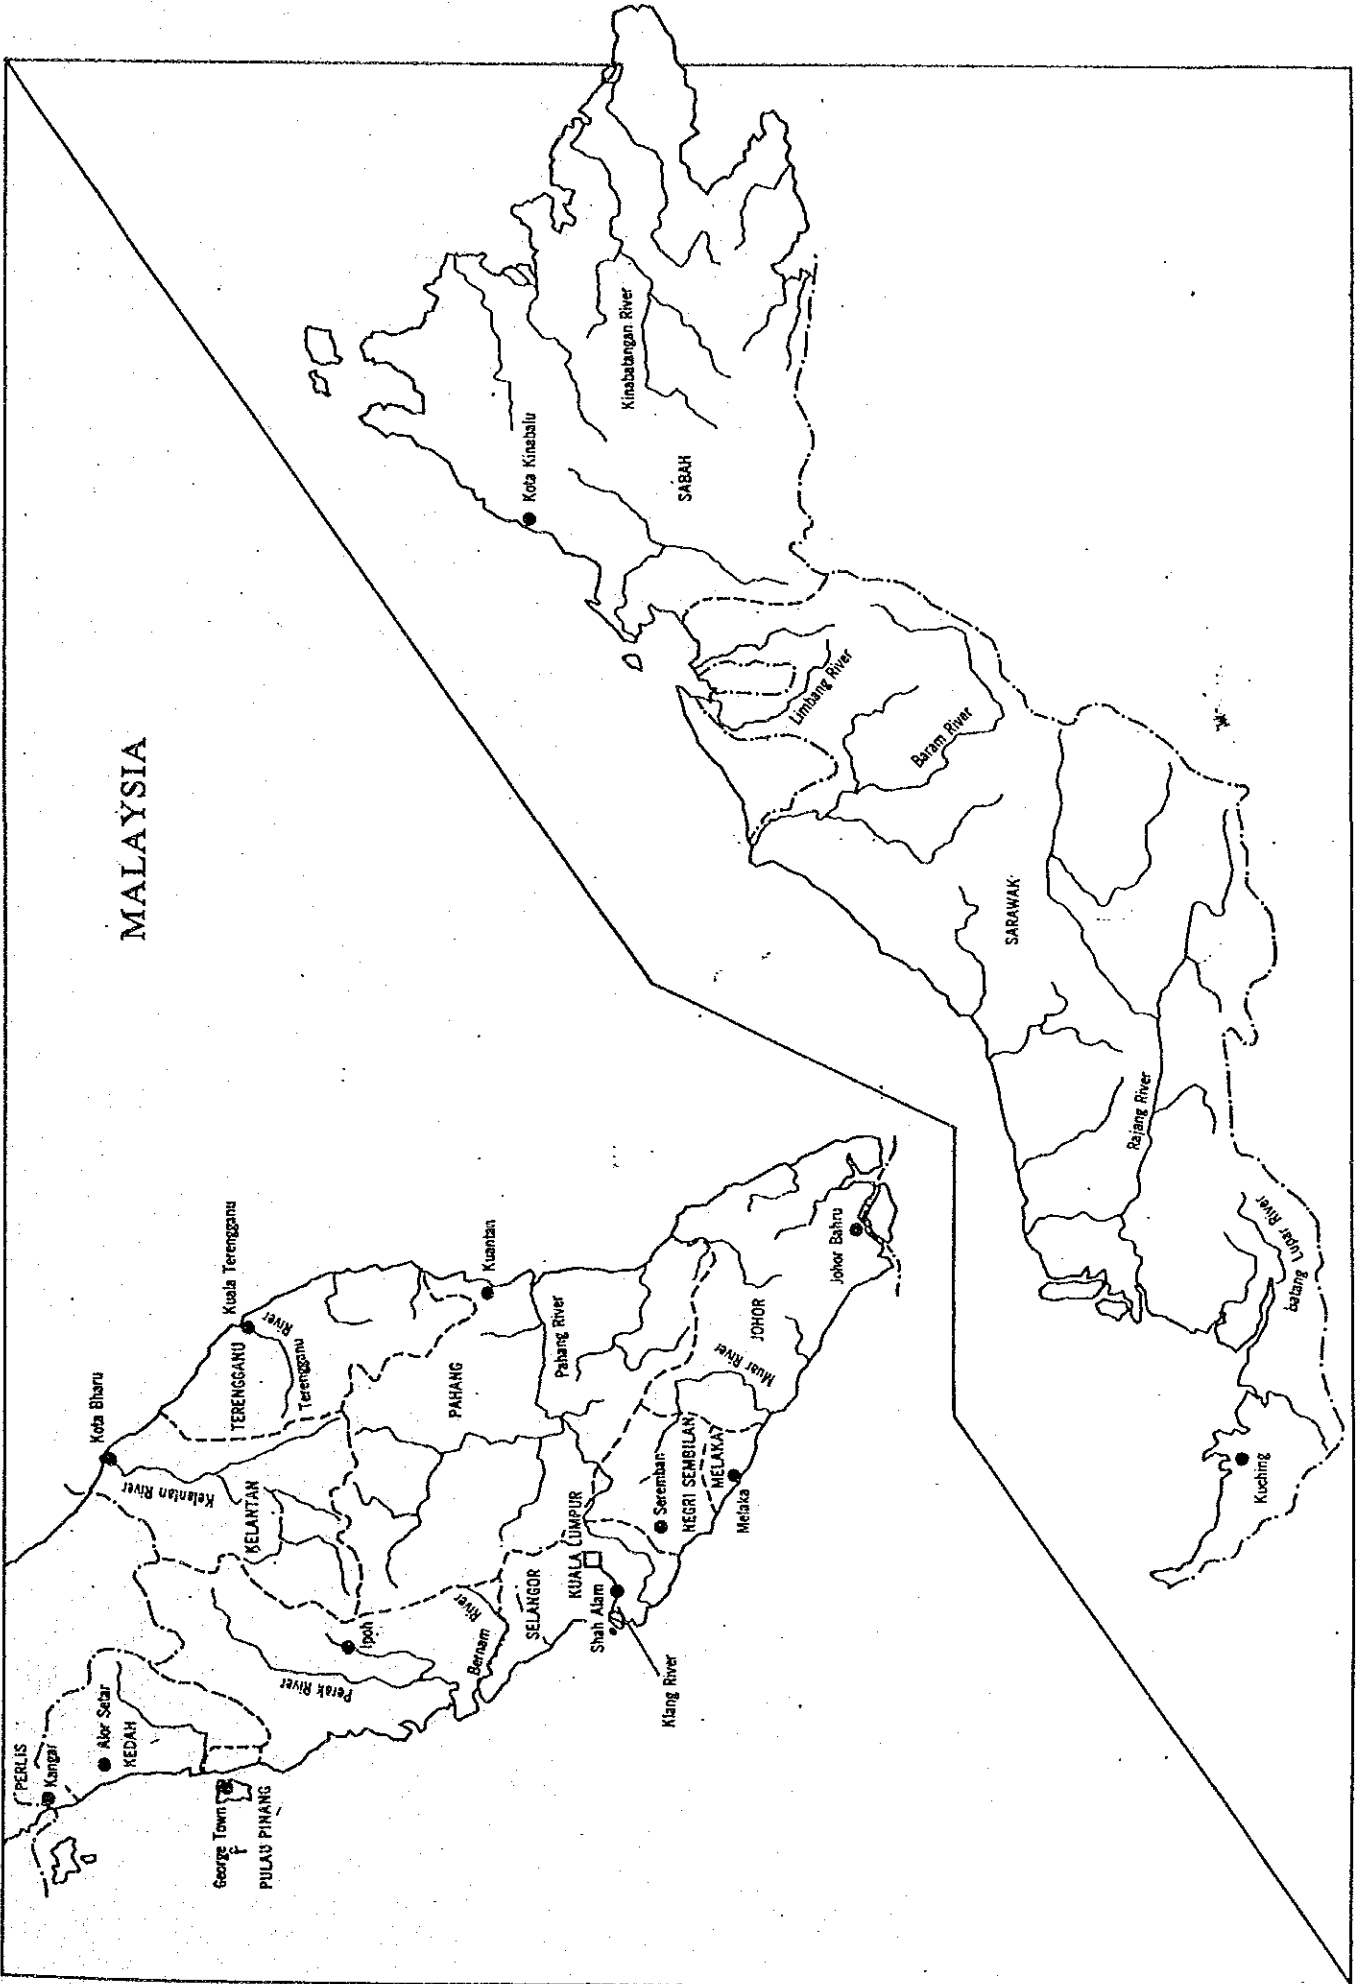 MALAYSIA
PERLIS
Kangar
Alor Setar
KEDAH
George Town
PULAU PINANG
Perak River
Ipoh
Kota Bharu
Kelantan River
KELANTAN
Kuala Terengganu
TERENGGANU
Terengganu
River
PAHANG
Kuantan
Pahang River
Bernam
River
SELANGOR
KUALA LUMPUR
Shah Alam
Klang River
Seremban
NEGRI SEMBILAN
MELAKA
Melaka
Muar River
JOHOR
Johor Bahru
Kota Kinabalu
Kinabatangan River
SABAH
Limbang River
Baram River
SARAWAK
Rajang River
batang Lupar River
Kuching